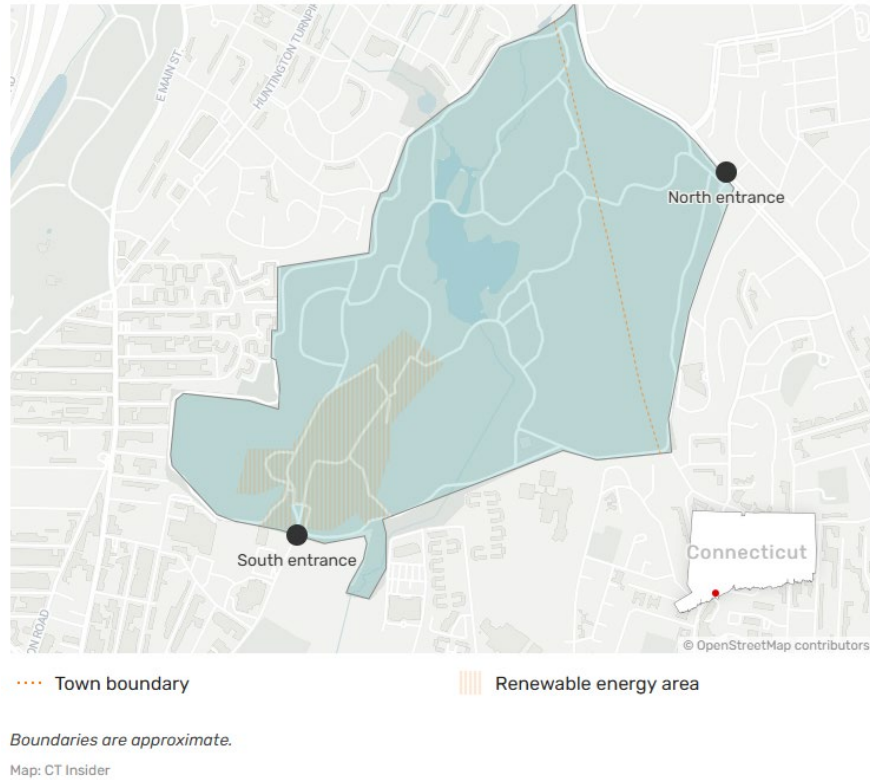 E MAIN ST.
HUNTINGTON TURNPI
North entrance
South entrance
Connecticut
ON ROAD
© OpenStreetMap contributors
Town boundary
Renewable energy area
Boundaries are approximate.
Map: CT Insider